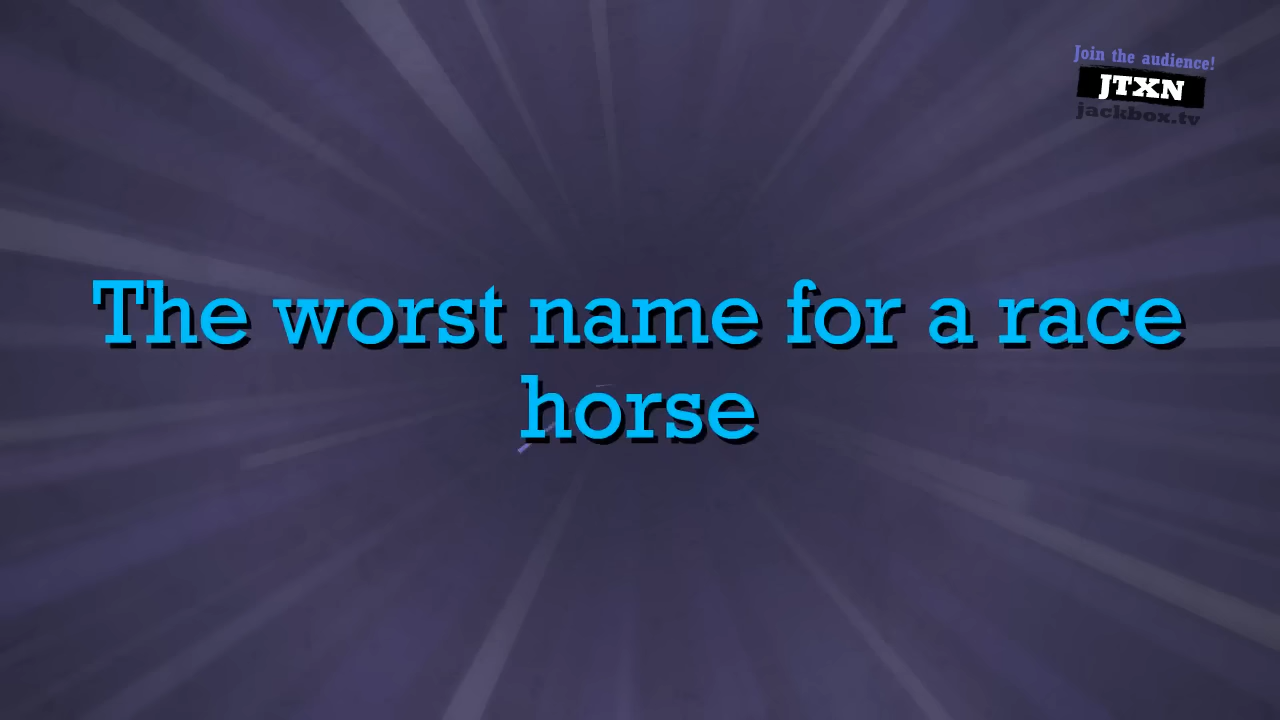 Join the audience!
JTXN
jackbox.tv
The worst name for a race
horse